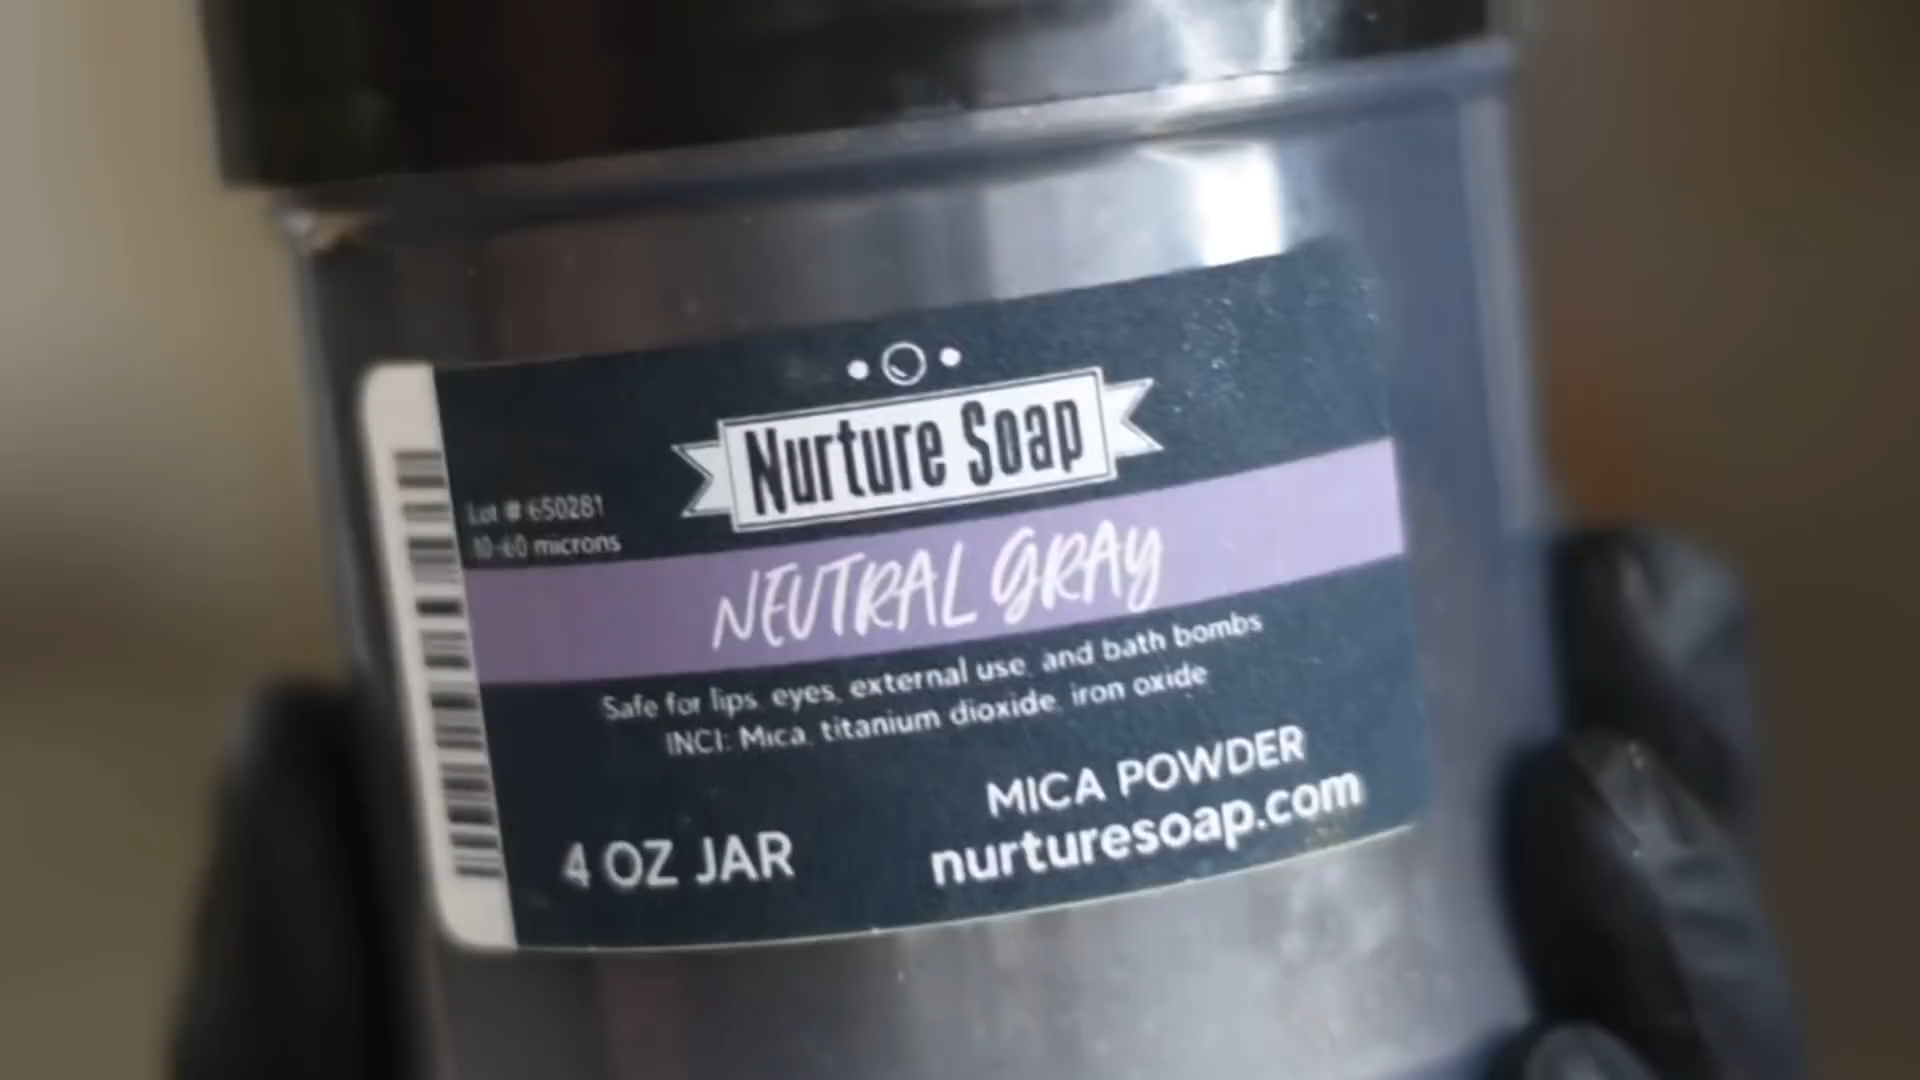 Nurture Soap
Lot # 650281
10-60 microns
NEUTRAL GRAY
Safe for lips, eyes, external use, and bath bombs
INCI: Mica, titanium dioxide, iron oxide
MICA POWDER
4 OZ JAR
nurturesoap.com